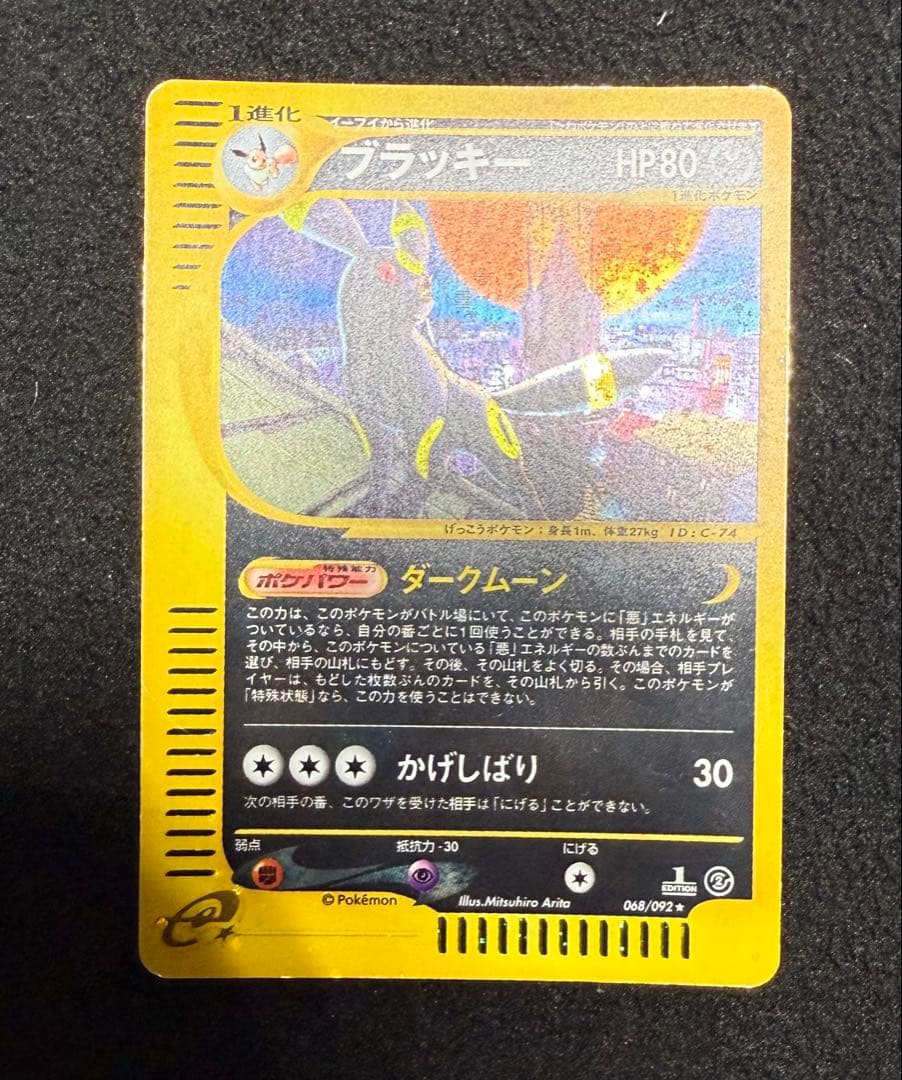 1進化
イーブイから進化
ブラッキー HP80
1進化ポケモン
げっこうポケモン：身長1m、体重27kg ID：C-74
特殊能力
ポケパワー ダークムーン
この力は、このポケモンがバトル場にいて、このポケモンに「悪」エネルギーが
ついているなら、自分の番ごとに1回使うことができる。相手の手札を見て、
その中から、このポケモンについている「悪」エネルギーの数ぶんまでのカードを
選び、相手の山札にもどす。その後、その山札をよく切る。その場合、相手プレ
イヤーは、もどした枚数ぶんのカードを、その山札から引く。このポケモンが
「特殊状態」なら、この力を使うことはできない。
かげしばり 30
次の相手の番、このワザを受けた相手は「にげる」ことができない。
弱点 抵抗力-30 にげる
1
EDITION
©Pokémon Illus.Mitsuhiro Arita 068/092★
e